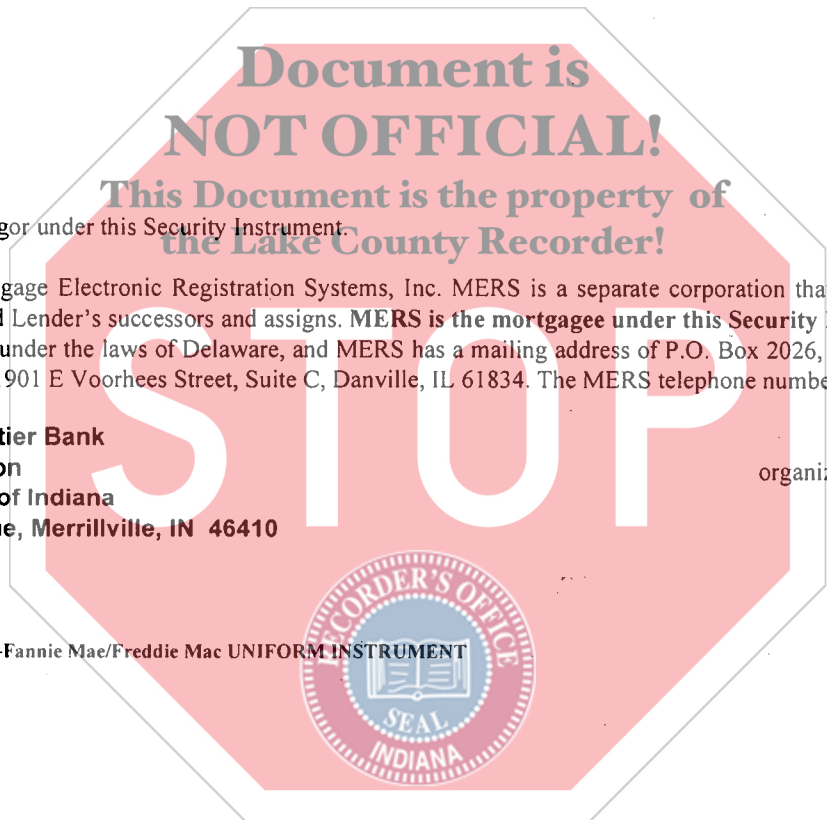 Document is
NOT OFFICIAL!
This Document is the property of
the Lake County Recorder!
gor under this Security Instrument.
gage Electronic Registration Systems, Inc. MERS is a separate corporation tha
Lender's successors and assigns. MERS is the mortgagee under this Security
under the laws of Delaware, and MERS has a mailing address of P.O. Box 2026,
901 E Voorhees Street, Suite C, Danville, IL 61834. The MERS telephone numbe
STOP
tier Bank
on
organiz
of Indiana
e, Merrillville, IN 46410
RECORDER'S OFFICE
-Fannie Mae/Freddie Mac UNIFORM INSTRUMENT
SEAL
INDIANA